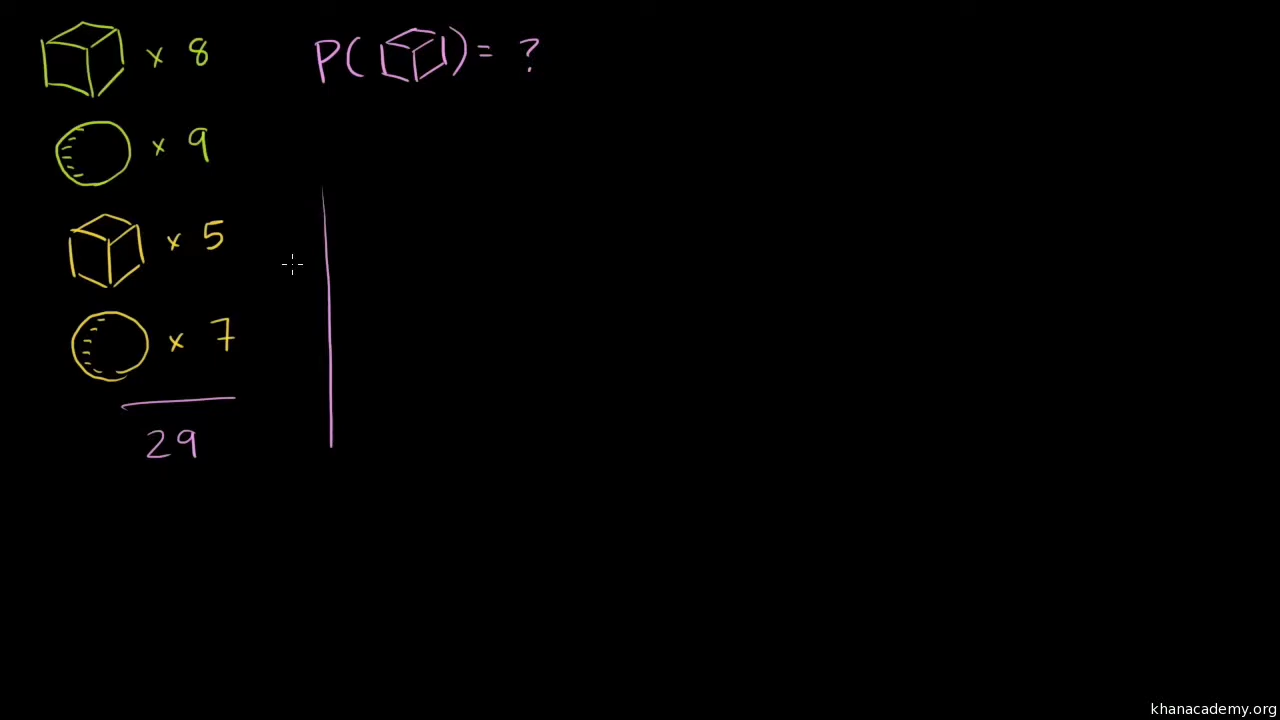 x 8
P( ) = ?
x 9
x 5
x 7
29
khanacademy.org